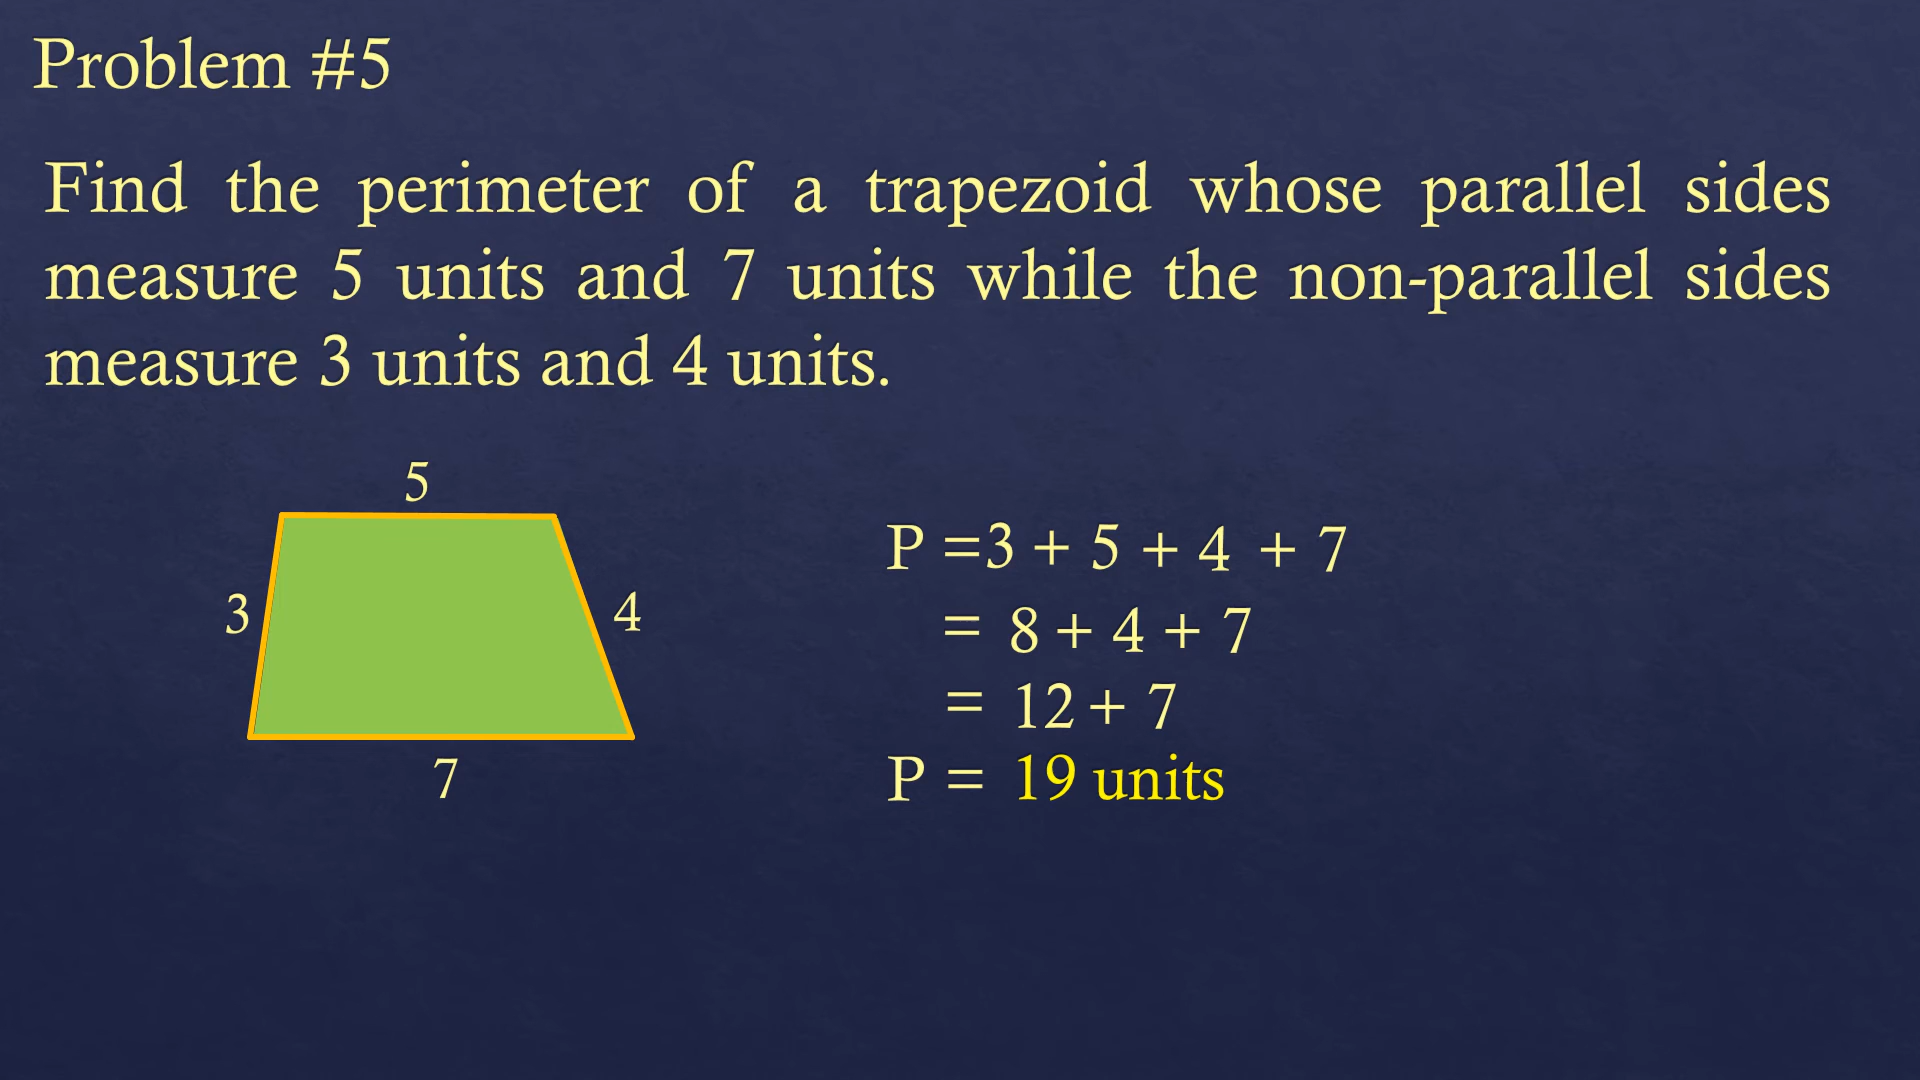 Problem #5
Find the perimeter of a trapezoid whose parallel sides
measure 5 units and 7 units while the non-parallel sides
measure 3 units and 4 units.
5
3
4
7
P =3 + 5 + 4 + 7
= 8 + 4 + 7
= 12 + 7
P = 19 units